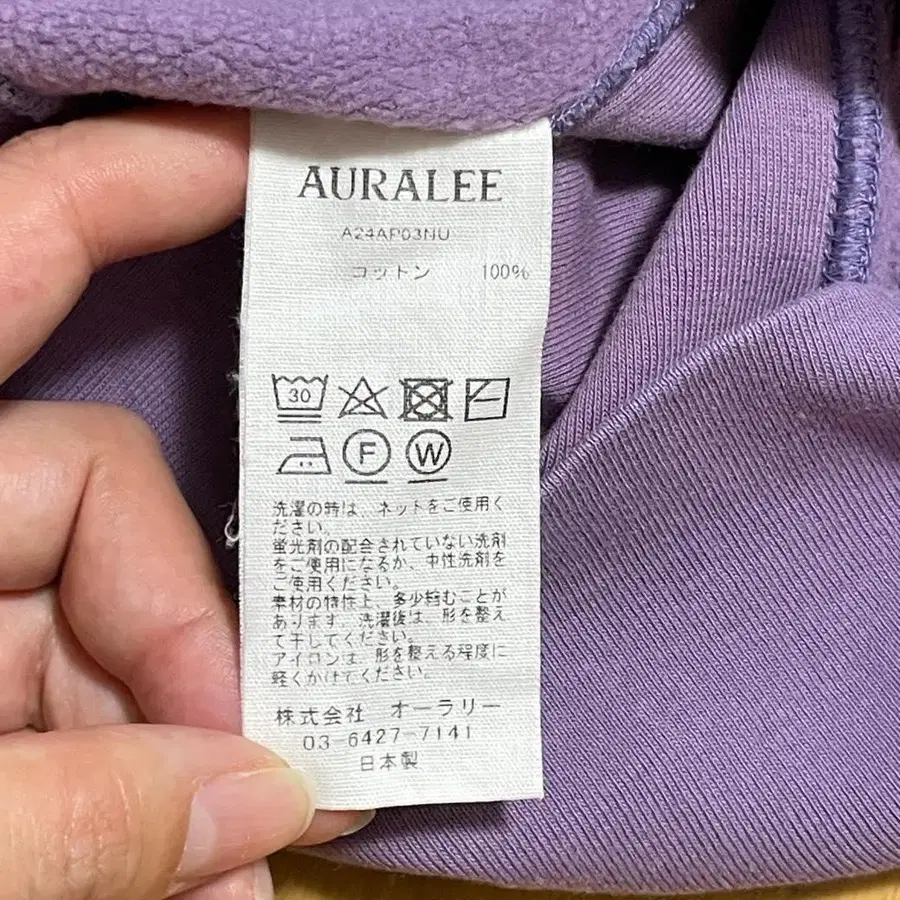 AURALEE
A24AP03NU
コットン 100%
30
F W
洗濯の時は、ネットをご使用く
ださい。
蛍光剤の配合されていない洗剤
をご使用になるか、中性洗剤を
ご使用ください。
素材の特性上、多少縮むことが
あります。洗濯後は、形を整え
て干してください。
アイロンは、形を整える程度に
軽くかけてください。
株式会社 オーラリー
03-6427-7141
日本製